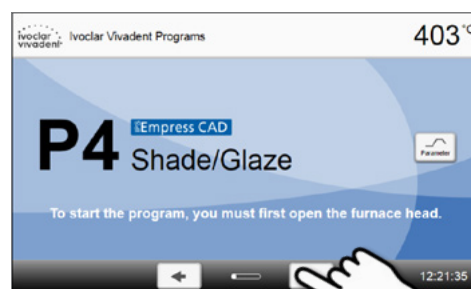 ivoclar vivadent Ivoclar Vivadent Programs 403 °C
P4 IPS Empress CAD
Shade/Glaze
Parameter
To start the program, you must first open the furnace head.
12:21:35